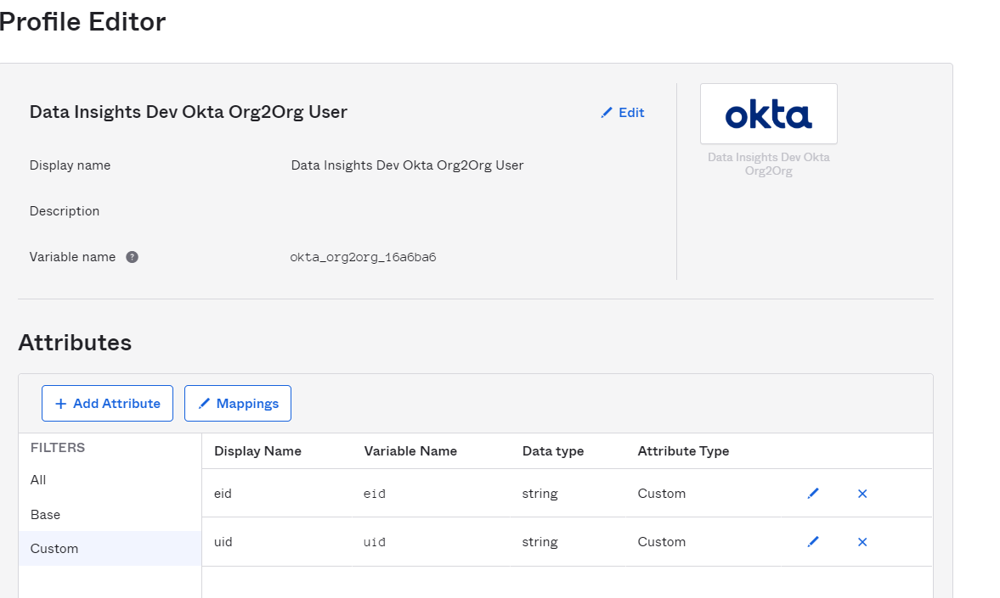 Profile Editor
Data Insights Dev Okta Org2Org User
Edit
okta
Data Insights Dev Okta
Org2Org
Display name Data Insights Dev Okta Org2Org User
Description
Variable name ? okta_org2org_16a6ba6
Attributes
+ Add Attribute Mappings
FILTERS
All
Base
Custom
Display Name Variable Name Data type Attribute Type
eid eid string Custom
uid uid string Custom